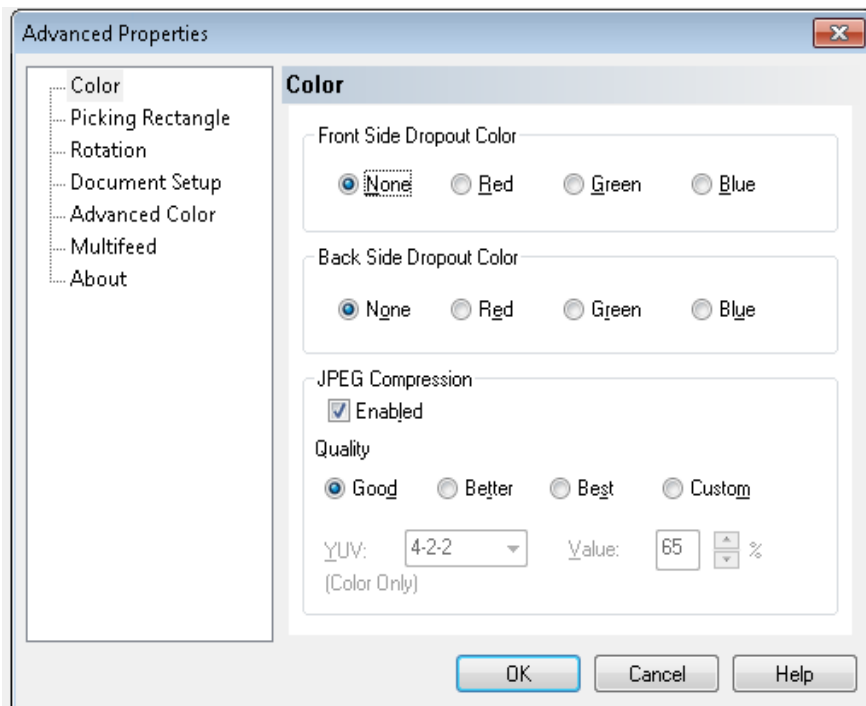 Advanced Properties
Color
Picking Rectangle
Rotation
Document Setup
Advanced Color
Multifeed
About
Color
Front Side Dropout Color
None Red Green Blue
Back Side Dropout Color
None Red Green Blue
JPEG Compression
Enabled
Quality
Good Better Best Custom
YUV: 4-2-2 Value: 65 %
(Color Only)
OK Cancel Help